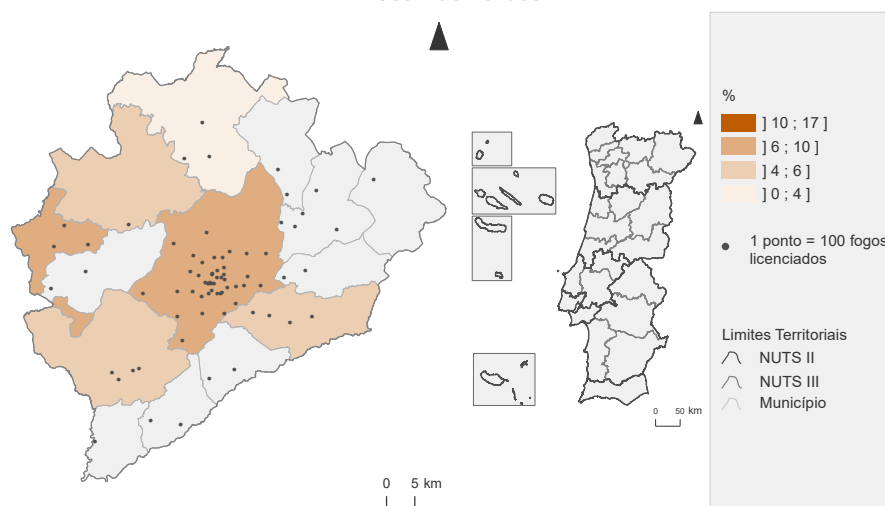 %
] 10 ; 17 ]
] 6 ; 10 ]
] 4 ; 6 ]
] 0 ; 4 ]
1 ponto = 100 fogos
licenciados
Limites Territoriais
NUTS II
NUTS III
Município
0 50 km
0 5 km